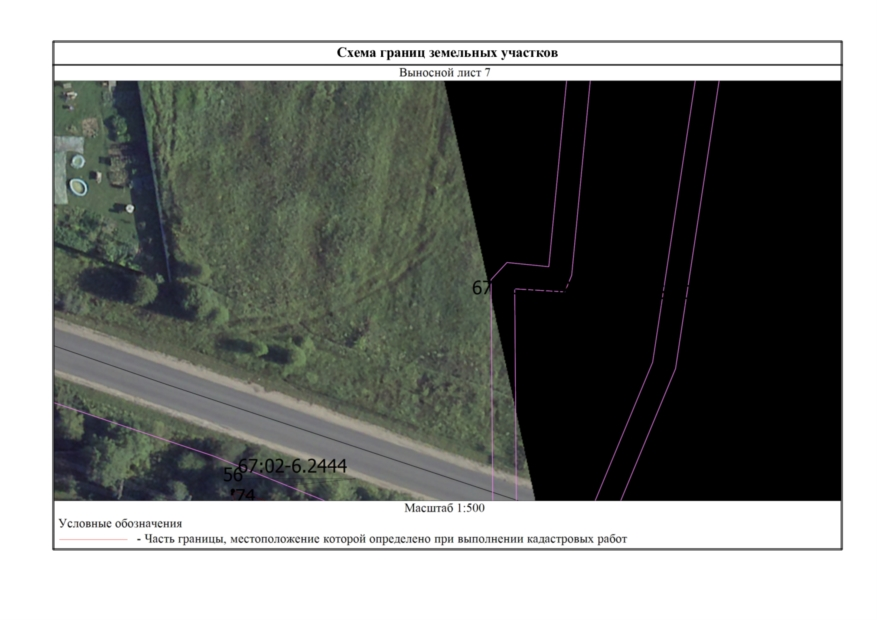 Схема границ земельных участков
Выносной лист 7
67
67:02-6.2444
56
Масштаб 1:500
Условные обозначения
- Часть границы, местоположение которой определено при выполнении кадастровых работ